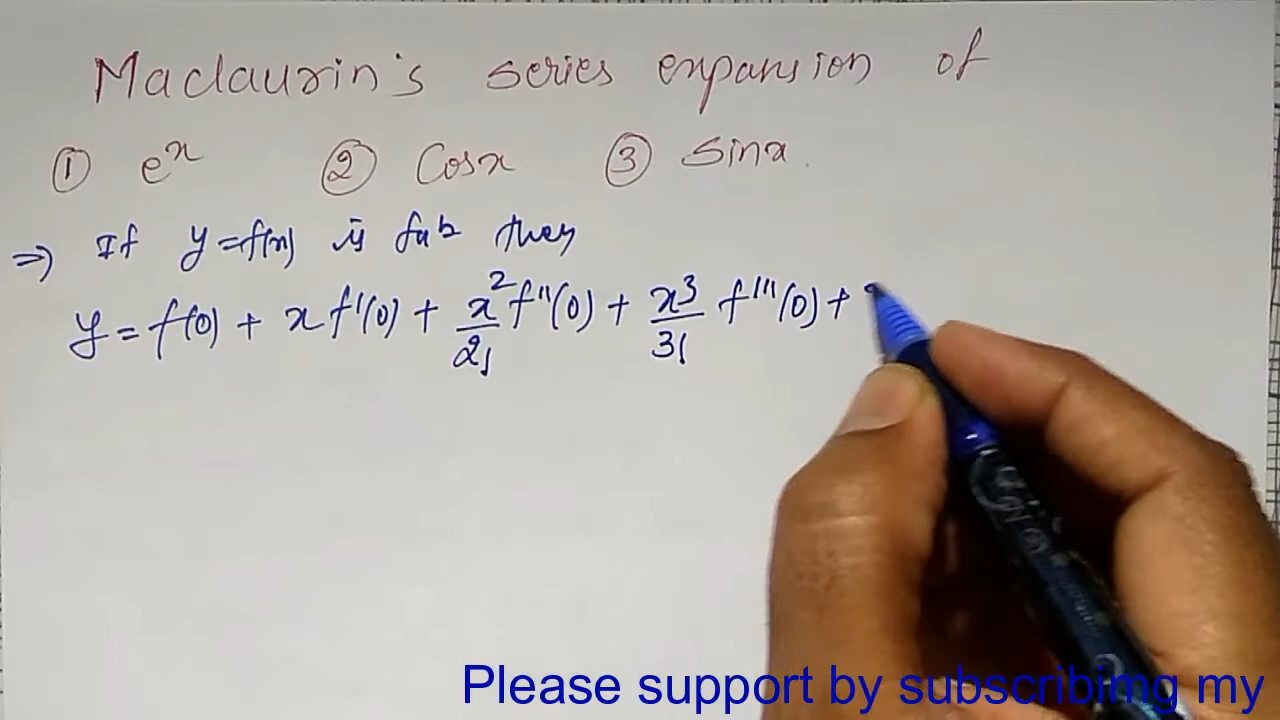 Maclaurin's series expansion of
① e^x ② Cosx ③ Sinx.
⇒ If y=f(x) is then
y = f(0) + x f'(0) + x²/2! f''(0) + x³/3! f'''(0) +
Please support by subscribimg my